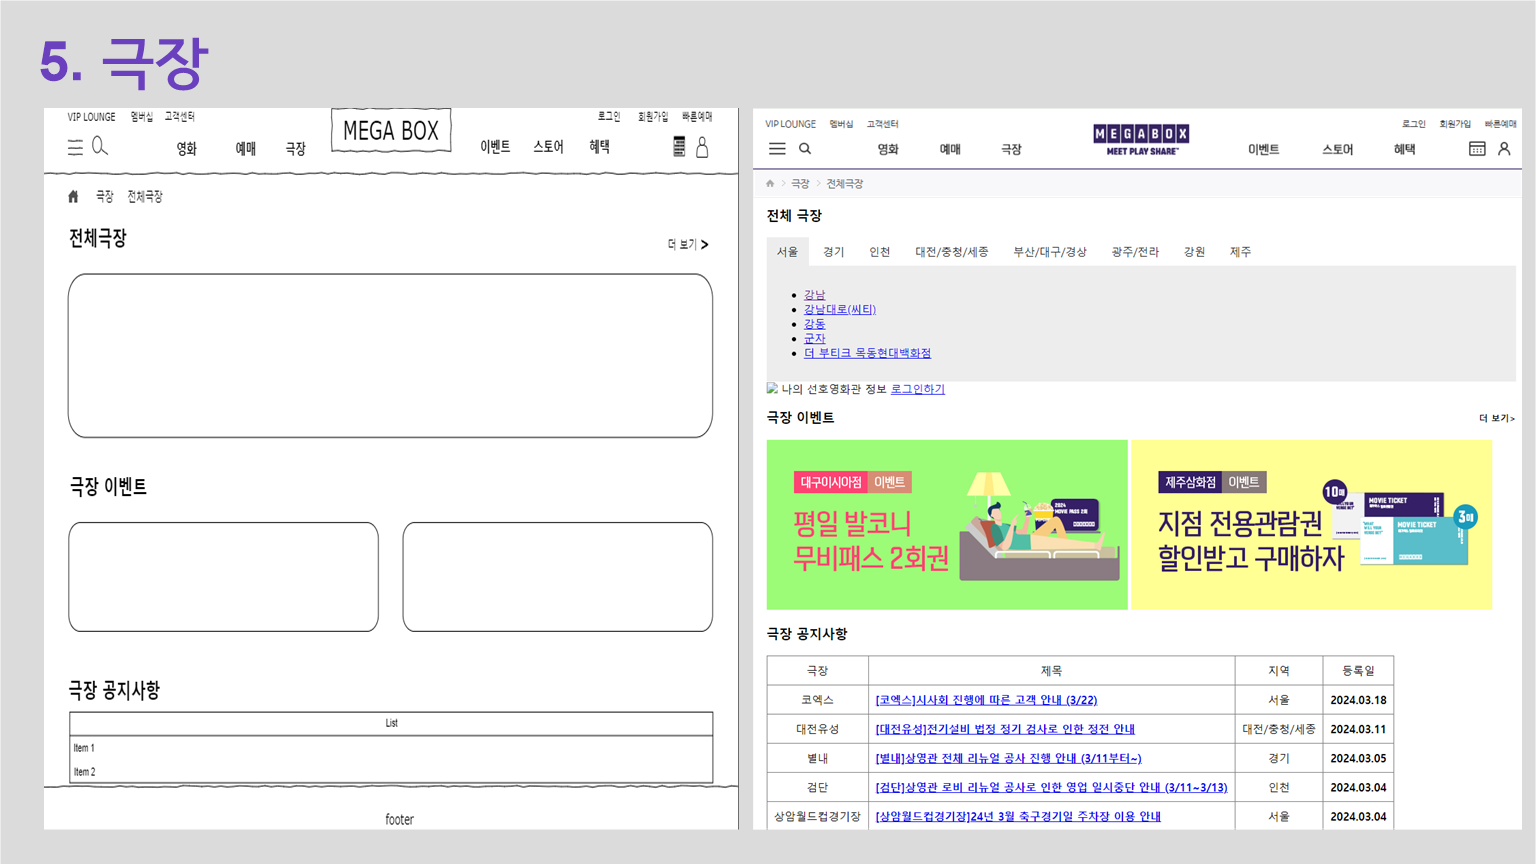 5. 극장
VIP LOUNGE 멤버십 고객센터
MEGA BOX
로그인 회원가입 빠른예매
영화 예매 극장
이벤트 스토어 혜택
극장 전체극장
전체극장
더 보기 >
극장 이벤트
극장 공지사항
List
Item 1
Item 2
footer
VIP LOUNGE 멤버십 고객센터
로그인 회원가입 빠른예매
MEGABOX
MEET PLAY SHARE
영화 예매 극장
이벤트 스토어 혜택
> 극장 > 전체극장
전체 극장
서울 경기 인천 대전/충청/세종 부산/대구/경상 광주/전라 강원 제주
• 강남
• 강남대로(씨티)
• 강동
• 군자
• 더 부티크 목동현대백화점
나의 선호영화관 정보 로그인하기
극장 이벤트
더 보기>
대구이시아점 이벤트
평일 발코니
무비패스 2회권
2024
MOVIE PASS 2매
제주삼화점 이벤트
지점 전용관람권
할인받고 구매하자
10매
MOVIE TICKET
3매
MOVIE TICKET
극장 공지사항
극장 제목 지역 등록일
코엑스 [코엑스]시사회 진행에 따른 고객 안내 (3/22) 서울 2024.03.18
대전유성 [대전유성]전기설비 법정 정기 검사로 인한 정전 안내 대전/충청/세종 2024.03.11
별내 [별내]상영관 전체 리뉴얼 공사 진행 안내 (3/11부터~) 경기 2024.03.05
검단 [검단]상영관 로비 리뉴얼 공사로 인한 영업 일시중단 안내 (3/11~3/13) 인천 2024.03.04
상암월드컵경기장 [상암월드컵경기장]24년 3월 축구경기일 주차장 이용 안내 서울 2024.03.04